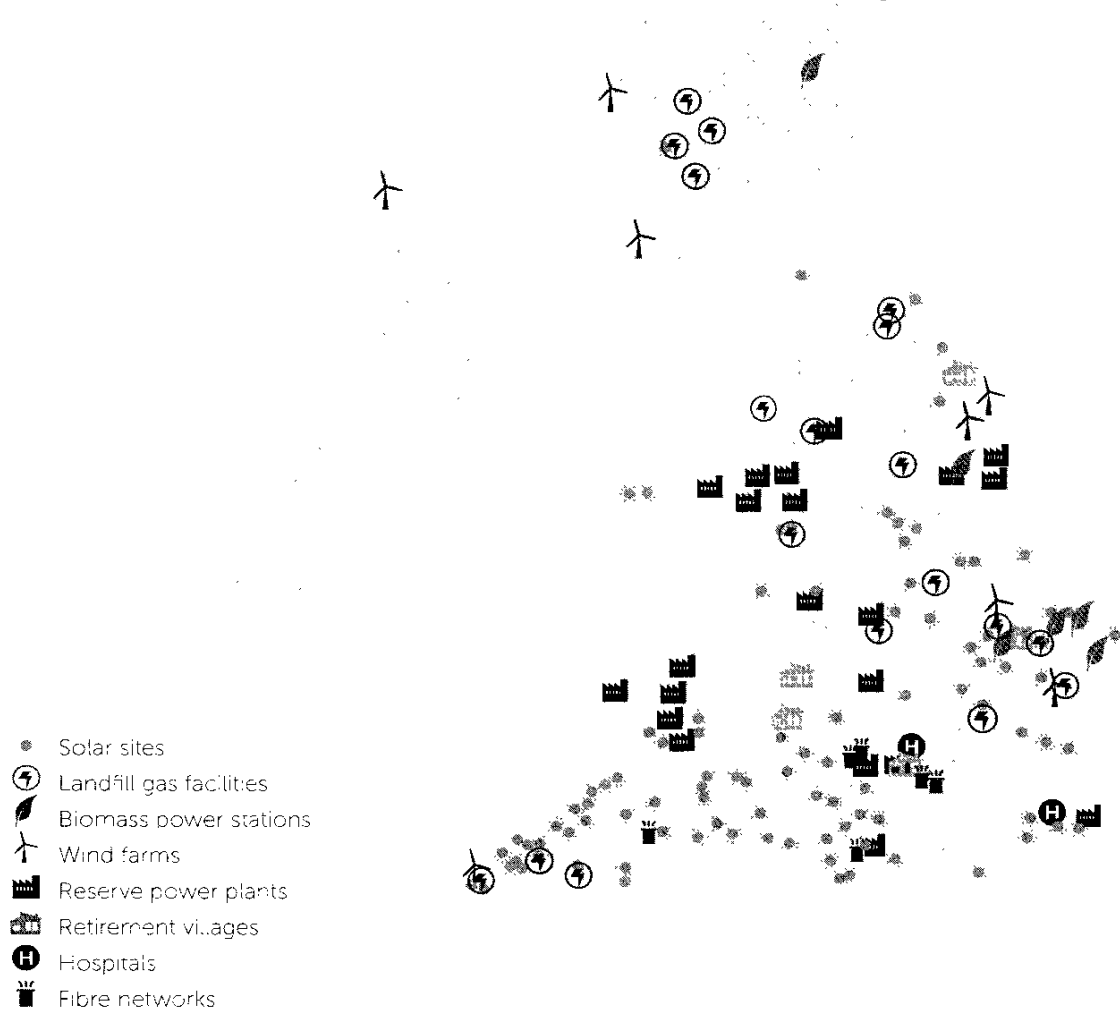 Solar sites
Landfill gas facilities
Biomass power stations
Wind farms
Reserve power plants
Retirement villages
Hospitals
Fibre networks